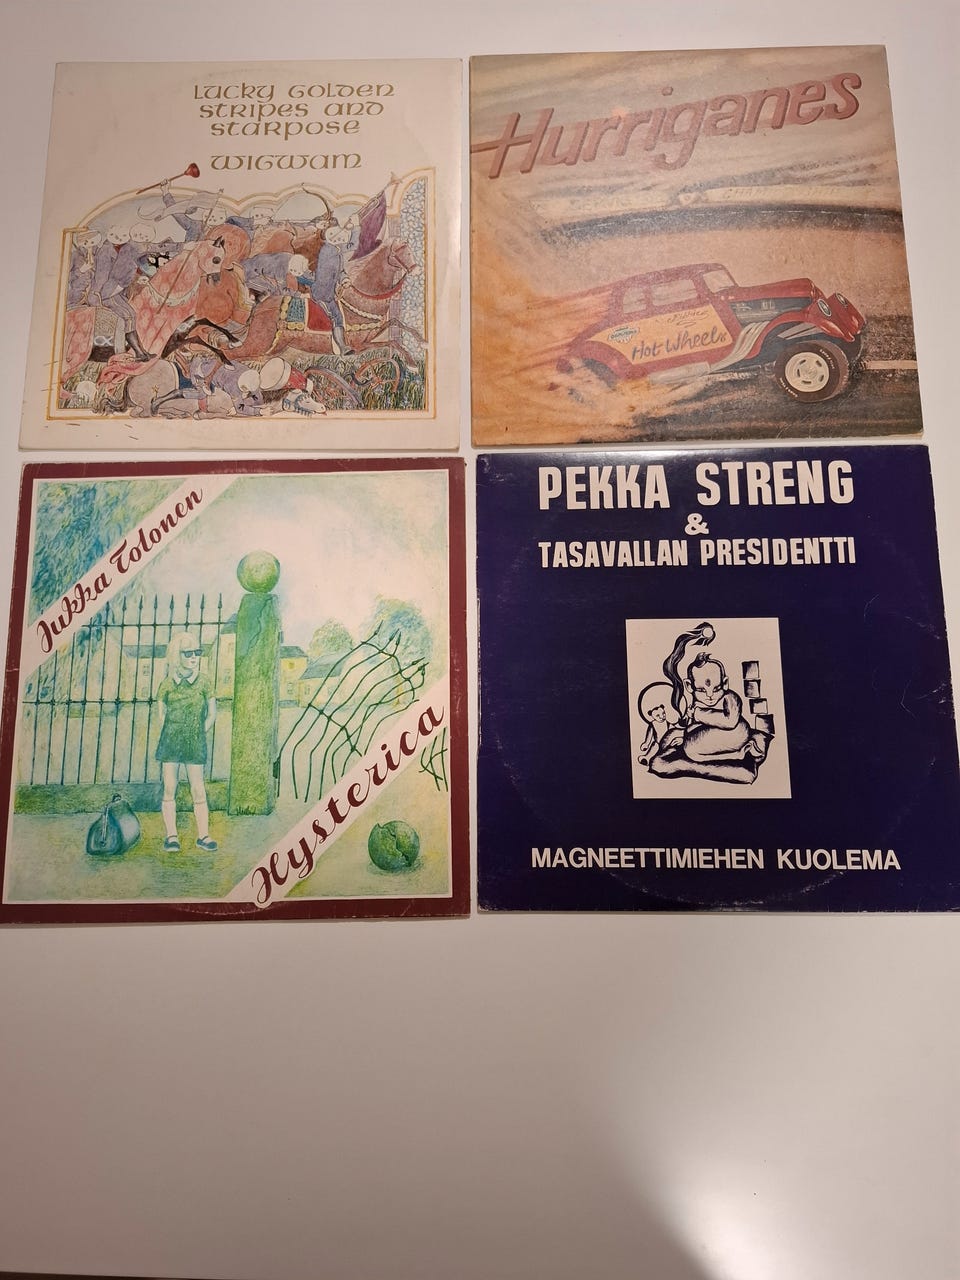 Lucky Golden
Stripes and
Starpose
Wigwam
Hurriganes
Hot Wheels
Jukka Tolonen
Hysterica
PEKKA STRENG
&
TASAVALLAN PRESIDENTTI
MAGNEETTIMIEHEN KUOLEMA